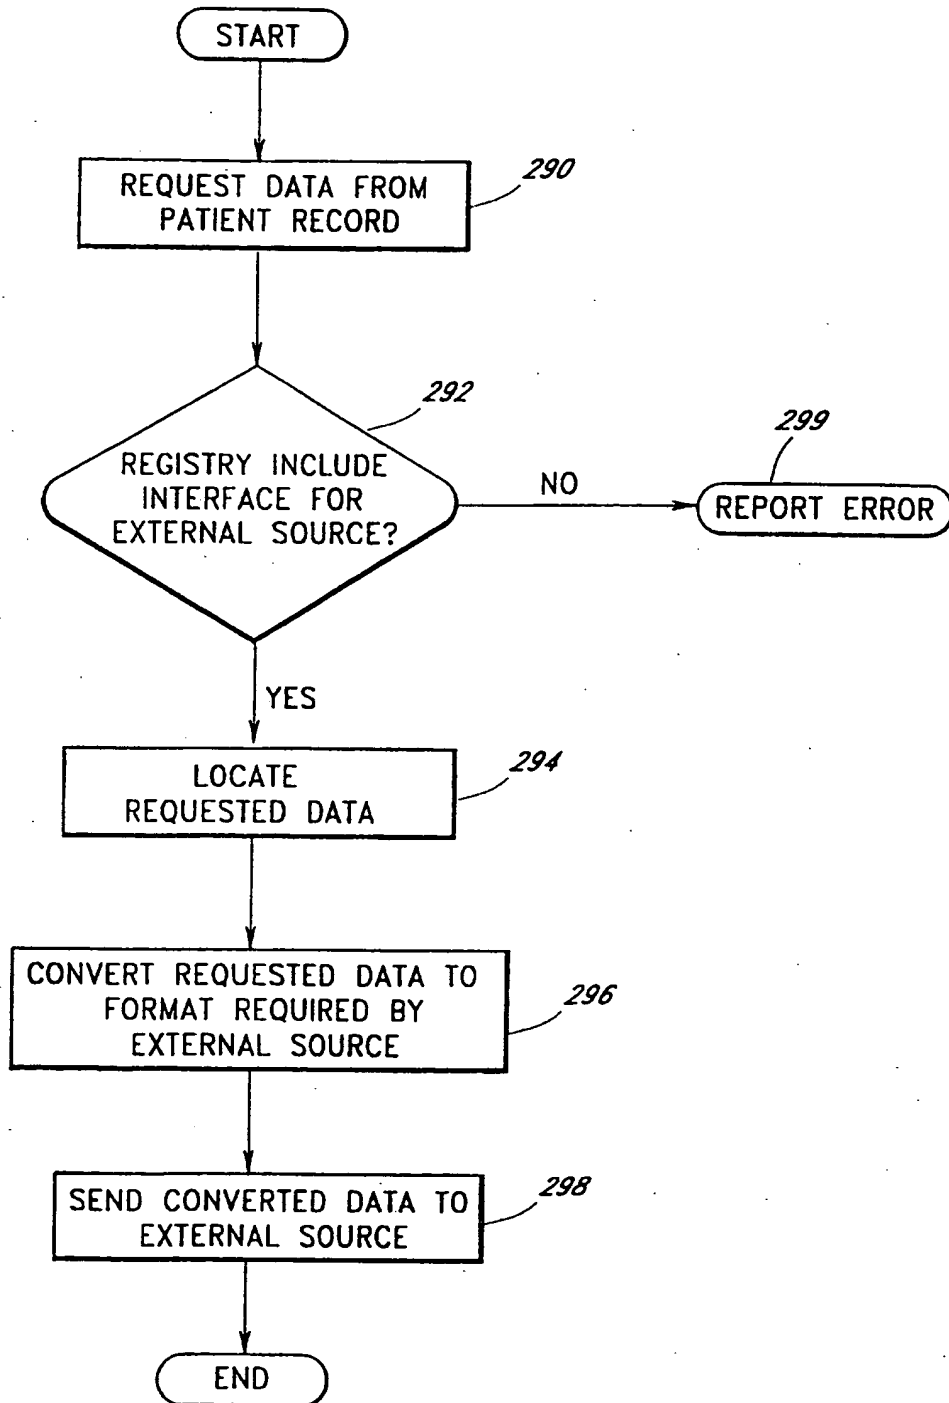 START
REQUEST DATA FROM
PATIENT RECORD
290
REGISTRY INCLUDE
INTERFACE FOR
EXTERNAL SOURCE?
292
NO
REPORT ERROR
299
YES
LOCATE
REQUESTED DATA
294
CONVERT REQUESTED DATA TO
FORMAT REQUIRED BY
EXTERNAL SOURCE
296
SEND CONVERTED DATA TO
EXTERNAL SOURCE
298
END